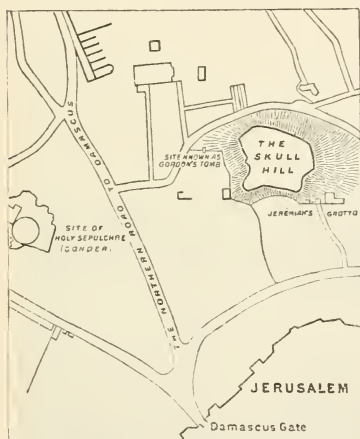 THE
SKULL
HILL
SITE KNOWN AS
GORDON'S TOMB
JEREMIAH'S GROTTO
THE NORTHERN ROAD TO DAMASCUS
SITE OF
HOLY SEPULCHRE
(CONDER.
JERUSALEM
Damascus Gate